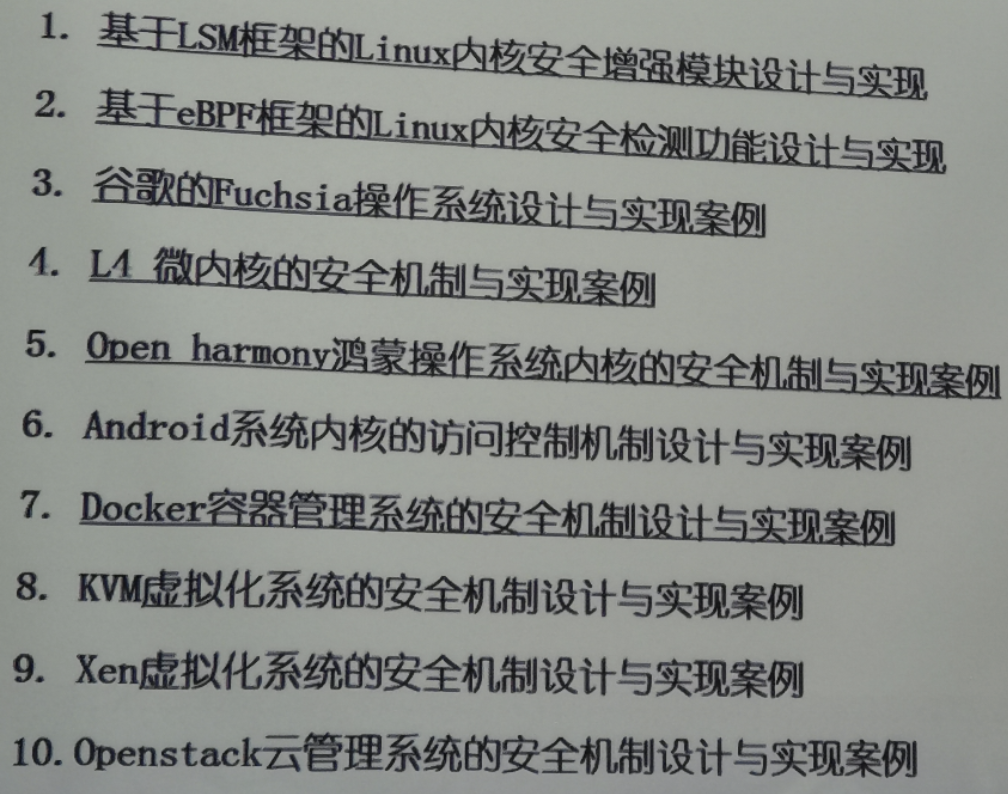 1. 基于LSM框架的Linux内核安全增强模块设计与实现
2. 基于eBPF框架的Linux内核安全检测功能设计与实现
3. 谷歌的Fuchsia操作系统设计与实现案例
4. L4 微内核的安全机制与实现案例
5. Open harmony鸿蒙操作系统内核的安全机制与实现案例
6. Android系统内核的访问控制机制设计与实现案例
7. Docker容器管理系统的安全机制设计与实现案例
8. KVM虚拟化系统的安全机制设计与实现案例
9. Xen虚拟化系统的安全机制设计与实现案例
10. Openstack云管理系统的安全机制设计与实现案例